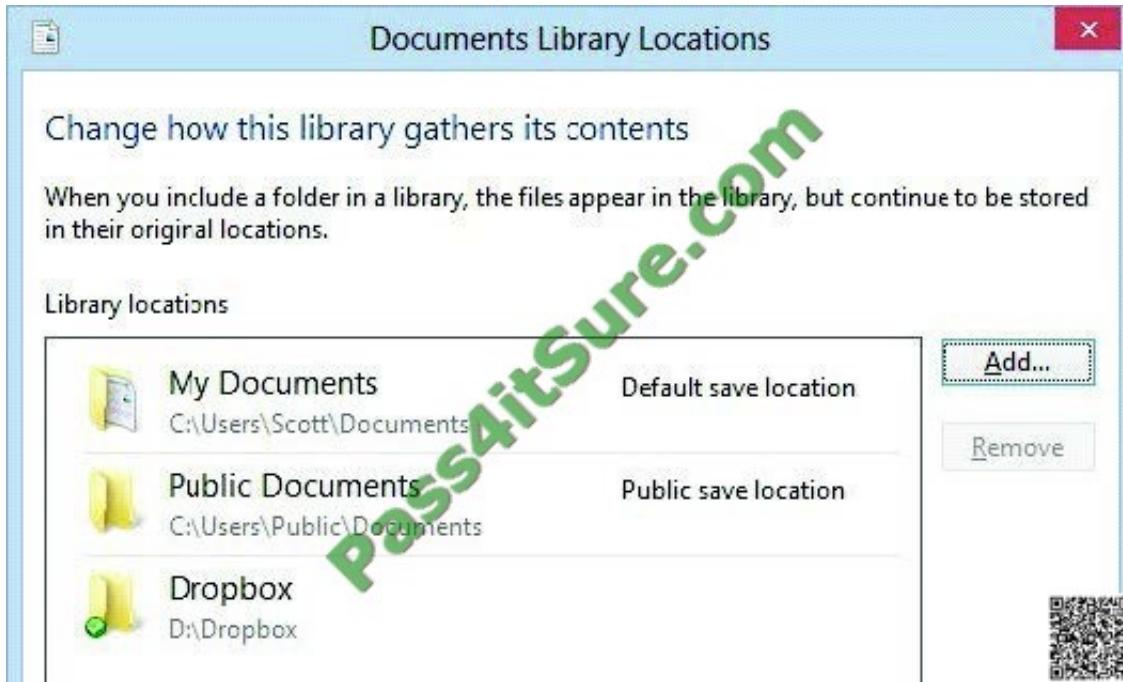 Documents Library Locations
Change how this library gathers its contents
When you include a folder in a library, the files appear in the library, but continue to be stored
in their original locations.
Library locations
My Documents
Default save location
C:\Users\Scott\Documents
Public Documents
Public save location
C:\Users\Public\Documents
Dropbox
D:\Dropbox
Add...
Remove
Pass4itSure.com